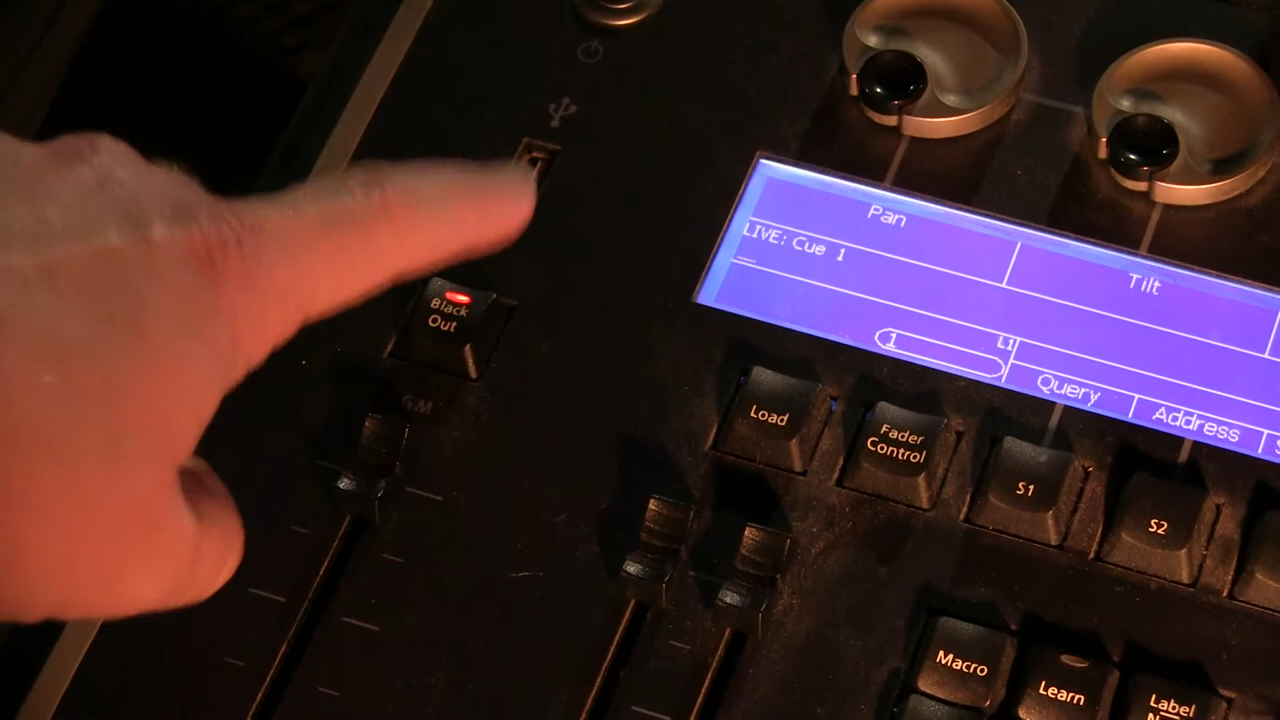 Pan
LIVE: Cue 1
Tilt
1
L1
Query
Address
Black
Out
GM
Load
Fader
Control
S1
S2
Macro
Learn
Label